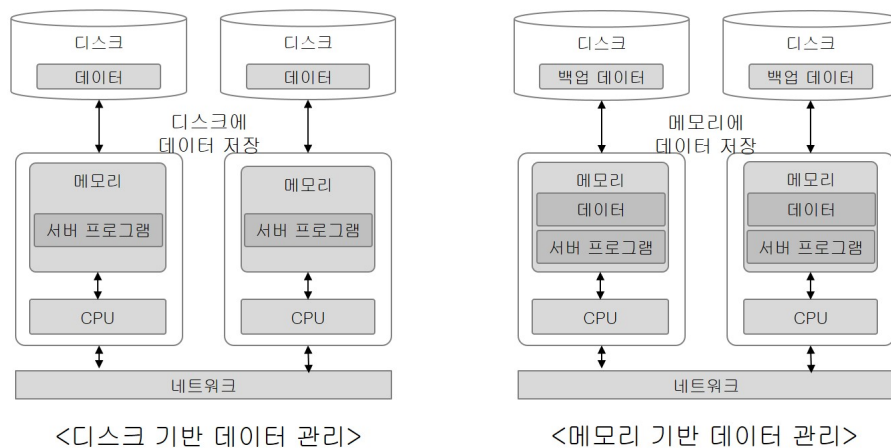 디스크
데이터
디스크
데이터
디스크에
데이터 저장
메모리
서버 프로그램
CPU
메모리
서버 프로그램
CPU
네트워크
<디스크 기반 데이터 관리>
디스크
백업 데이터
디스크
백업 데이터
메모리에
데이터 저장
메모리
데이터
서버 프로그램
CPU
메모리
데이터
서버 프로그램
CPU
네트워크
<메모리 기반 데이터 관리>